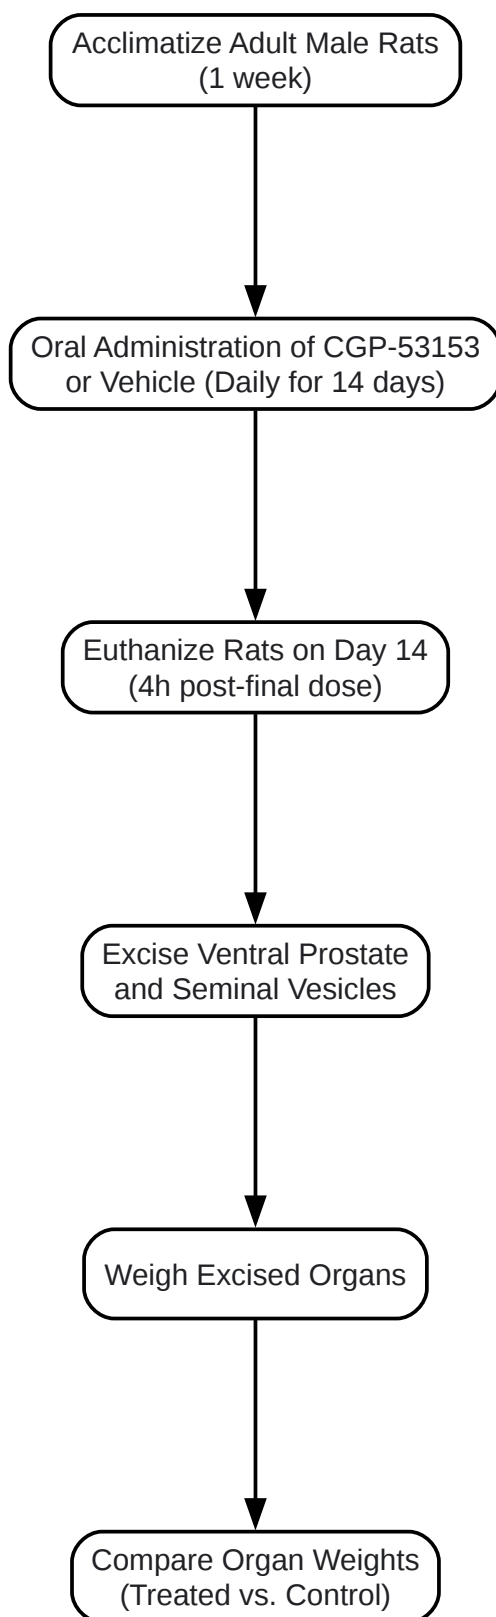 Acclimatize Adult Male Rats
(1 week)
Oral Administration of CGP-53153
or Vehicle (Daily for 14 days)
Euthanize Rats on Day 14
(4h post-final dose)
Excise Ventral Prostate
and Seminal Vesicles
Weigh Excised Organs
Compare Organ Weights
(Treated vs. Control)